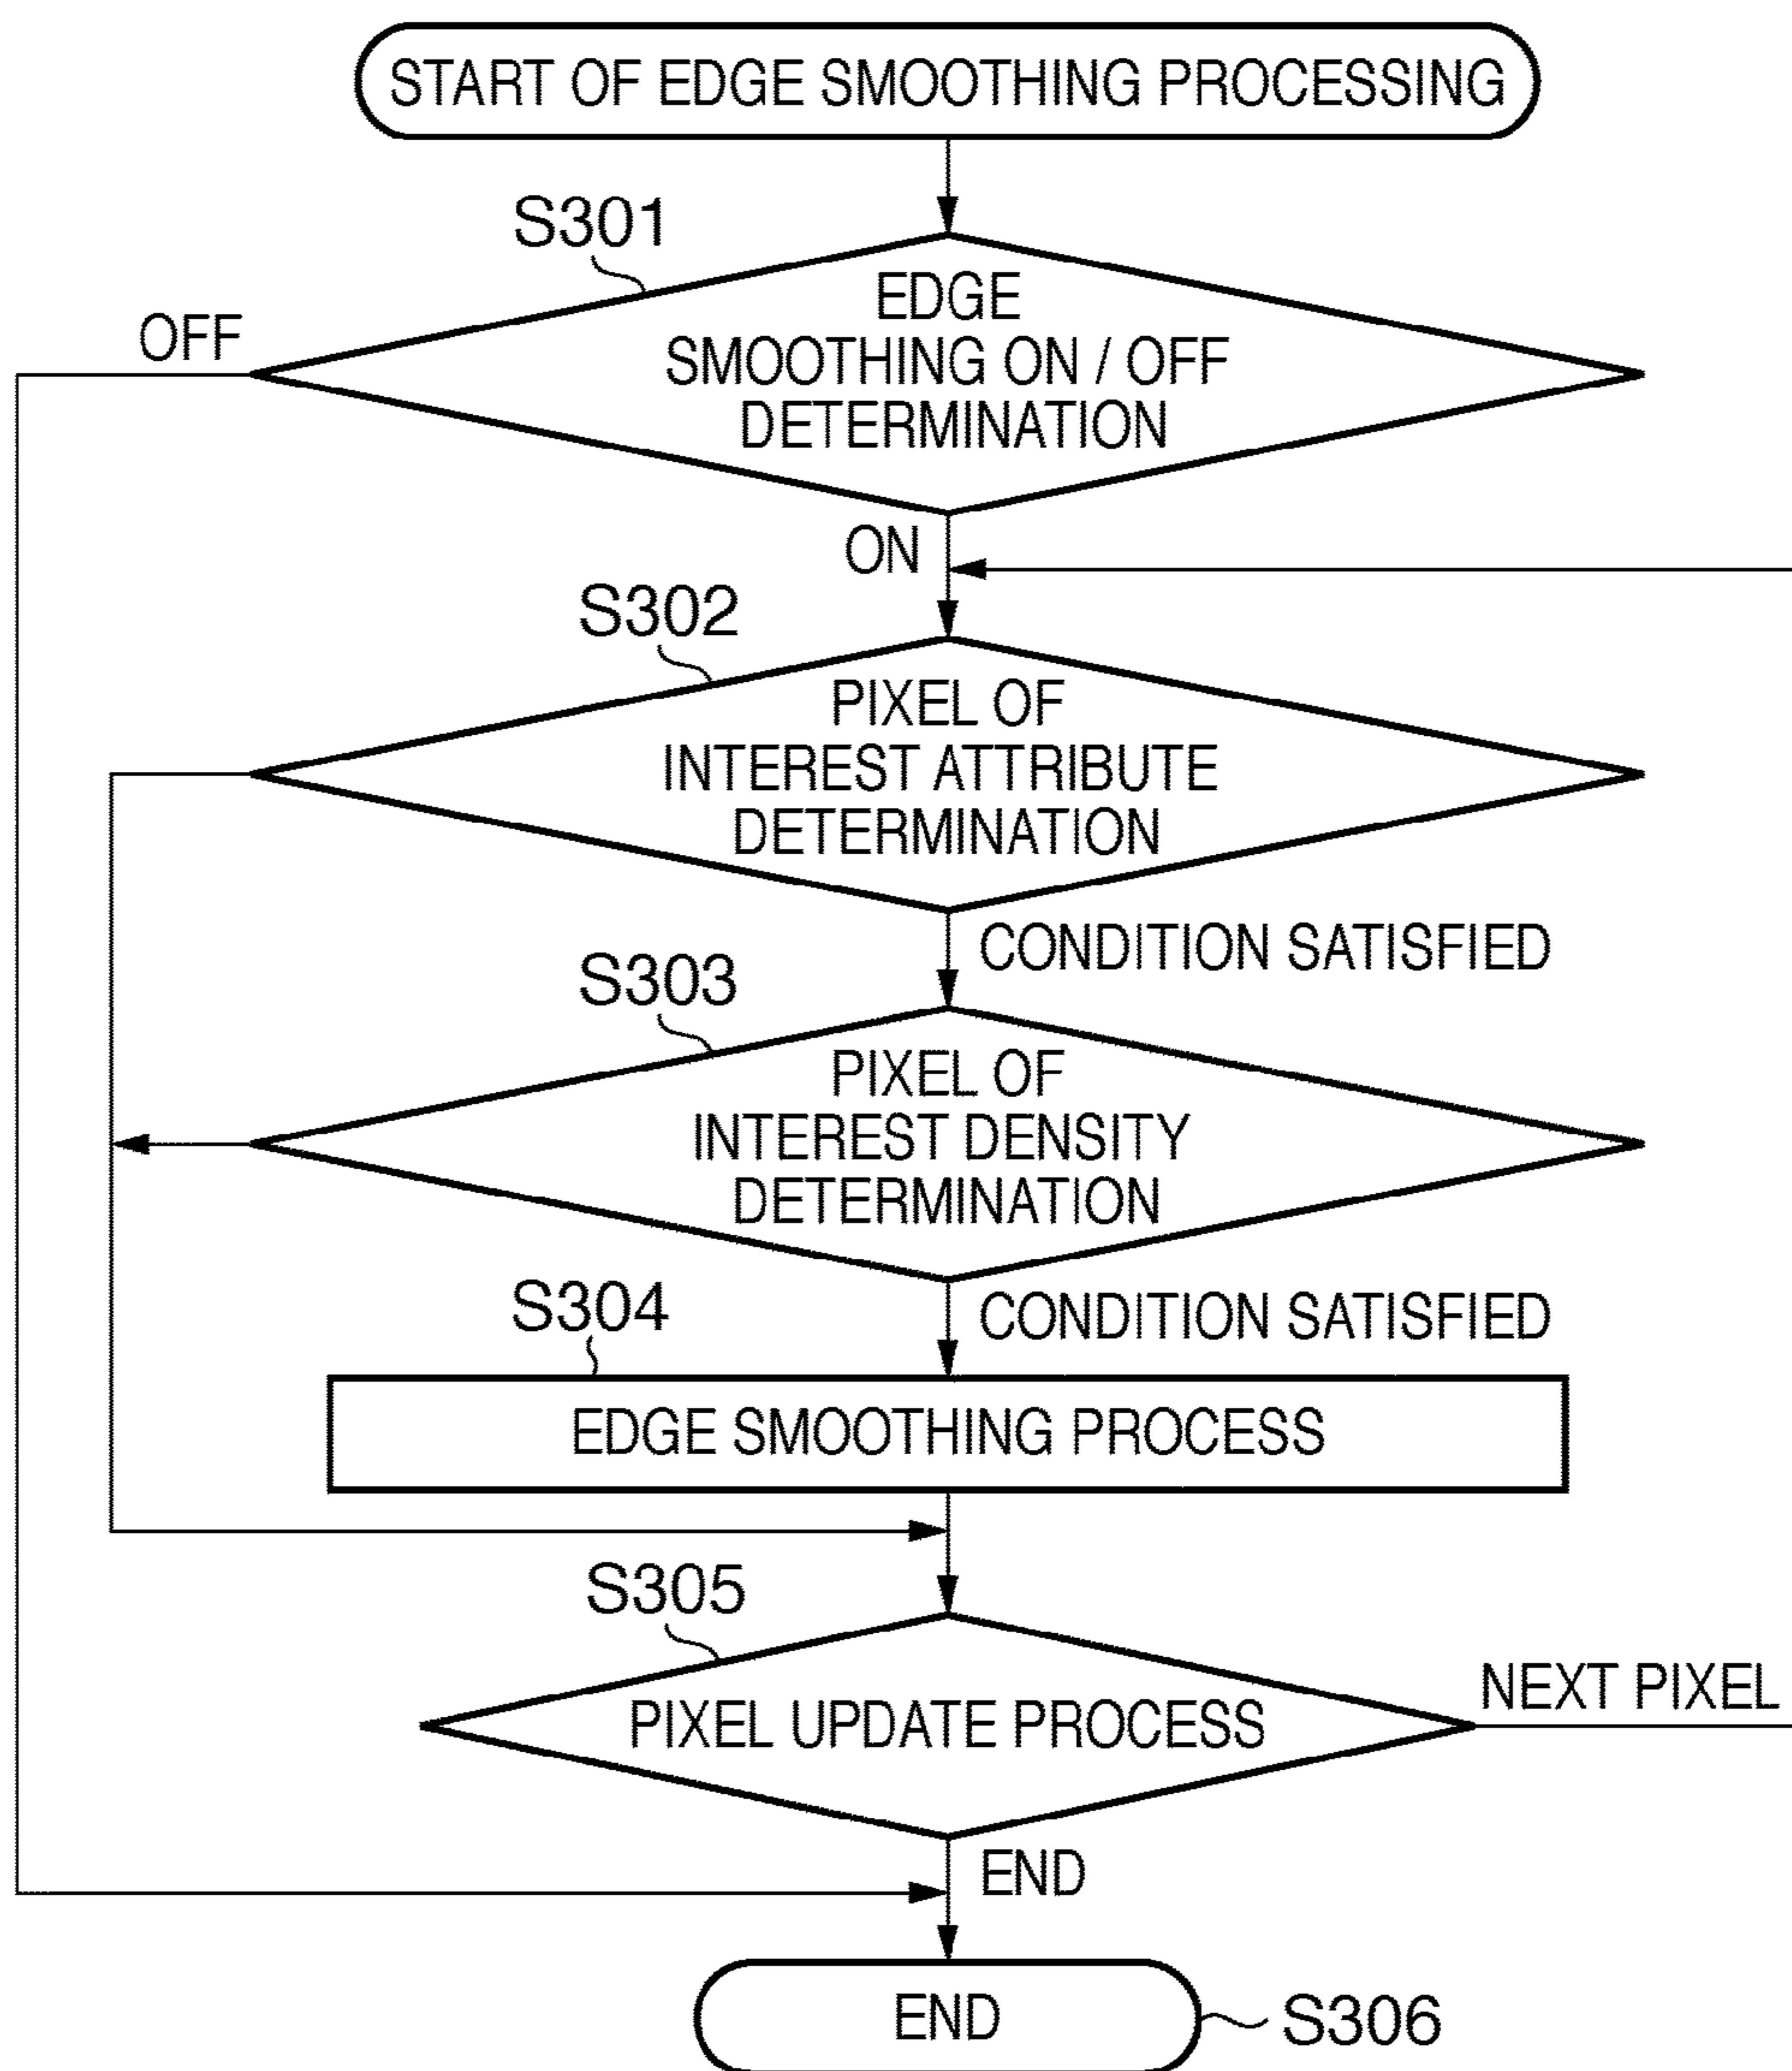 START OF EDGE SMOOTHING PROCESSING
S301
EDGE
SMOOTHING ON / OFF
DETERMINATION
OFF
ON
S302
PIXEL OF
INTEREST ATTRIBUTE
DETERMINATION
CONDITION SATISFIED
S303
PIXEL OF
INTEREST DENSITY
DETERMINATION
CONDITION SATISFIED
S304
EDGE SMOOTHING PROCESS
S305
PIXEL UPDATE PROCESS
NEXT PIXEL
END
END
S306